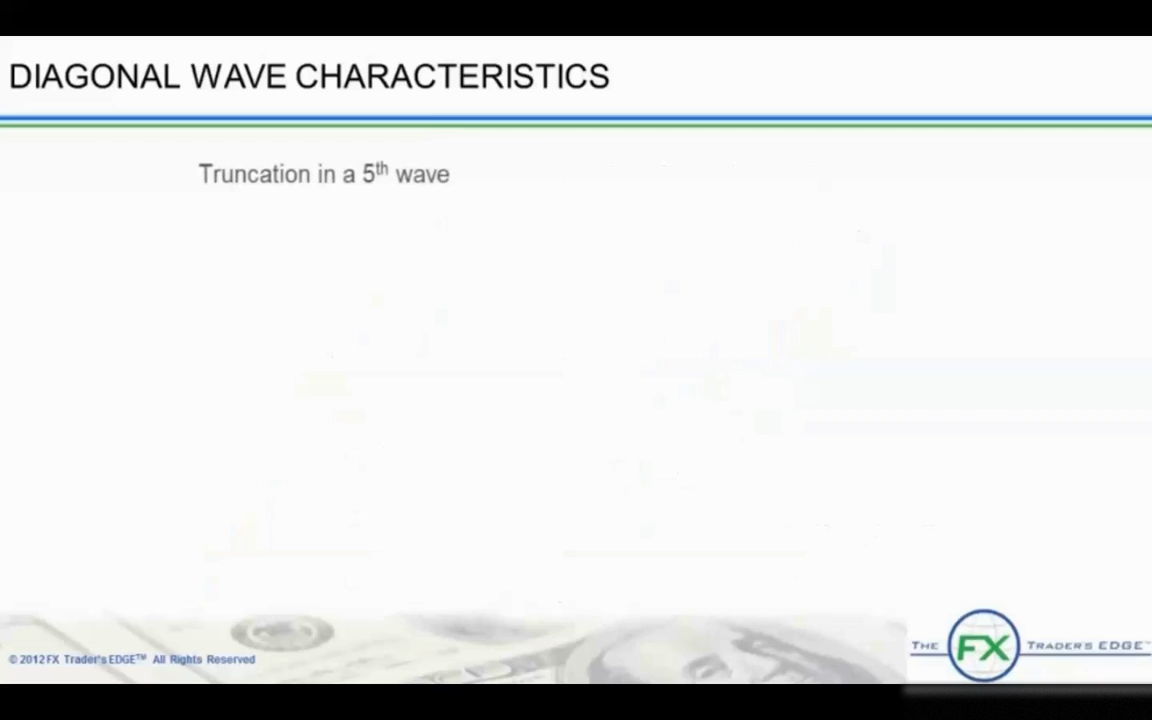 DIAGONAL WAVE CHARACTERISTICS
Truncation in a 5th wave
© 2012 FX Trader's EDGE™ All Rights Reserved
THE FX TRADER'S EDGE™